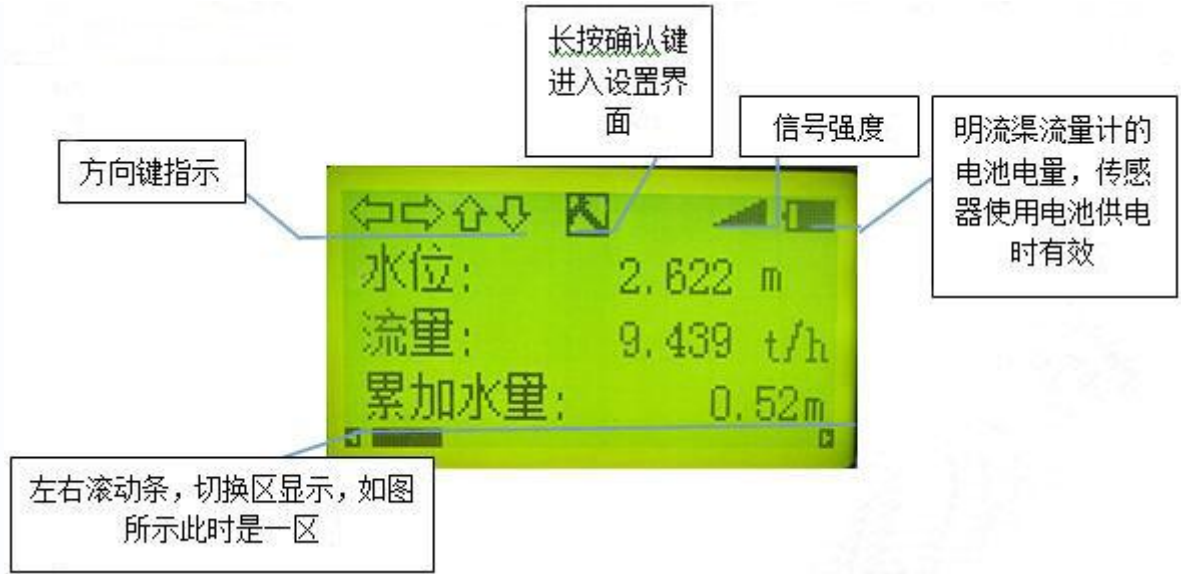 长按确认键
进入设置界
面
信号强度
明流渠流量计的
电池电量，传感
器使用电池供电
时有效
方向键指示
水位： 2.622 m
流量： 9.439 t/h
累加水量： 0.52m
左右滚动条，切换区显示，如图
所示此时是一区